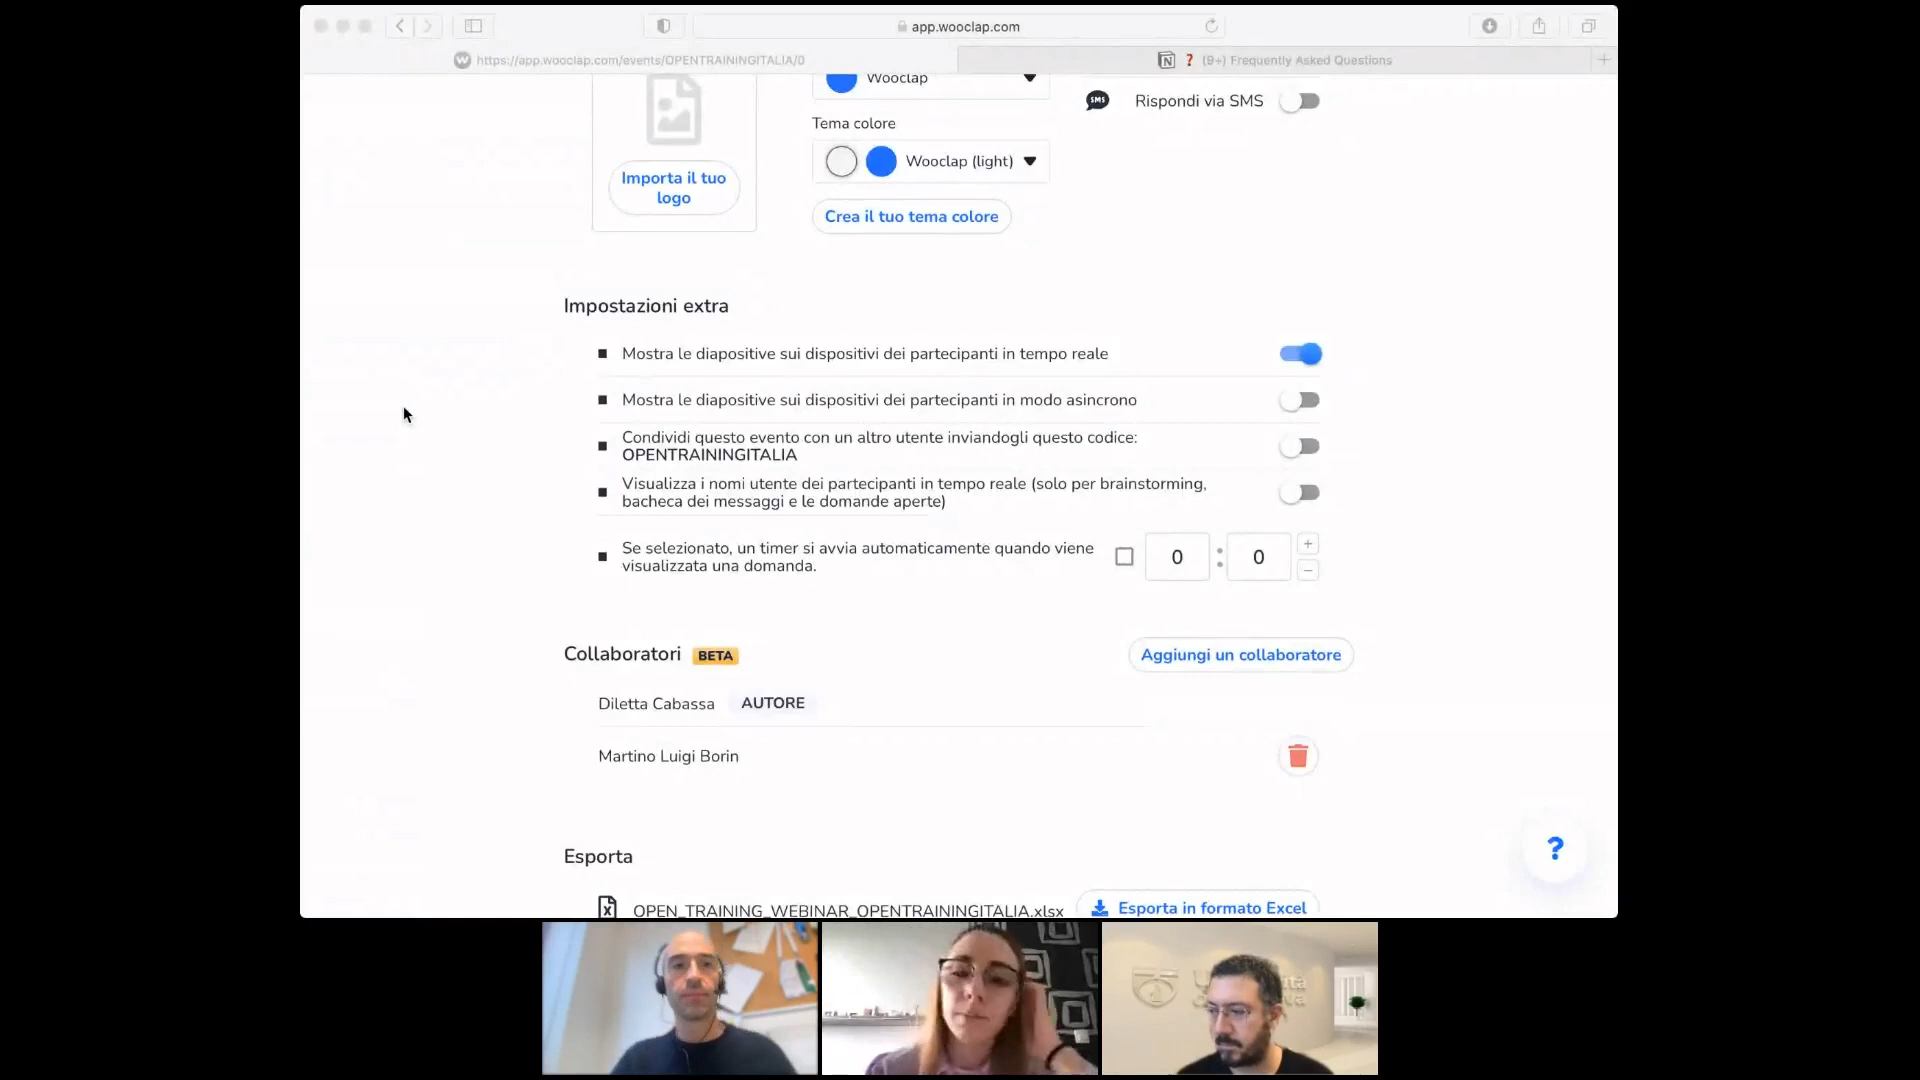 app.wooclap.com
https://app.wooclap.com/events/OPENTRAININGITALIA/0
❓ (9+) Frequently Asked Questions
Wooclap
SMS
Rispondi via SMS
Tema colore
Wooclap (light)
Importa il tuo
logo
Crea il tuo tema colore
Impostazioni extra
Mostra le diapositive sui dispositivi dei partecipanti in tempo reale
Mostra le diapositive sui dispositivi dei partecipanti in modo asincrono
Condividi questo evento con un altro utente inviandogli questo codice:
OPENTRAININGITALIA
Visualizza i nomi utente dei partecipanti in tempo reale (solo per brainstorming,
bacheca dei messaggi e le domande aperte)
Se selezionato, un timer si avvia automaticamente quando viene
visualizzata una domanda.
0 : 0
Collaboratori BETA
Aggiungi un collaboratore
Diletta Cabassa AUTORE
Martino Luigi Borin
?
Esporta
OPEN_TRAINING_WEBINAR_OPENTRAININGITALIA.xlsx
Esporta in formato Excel